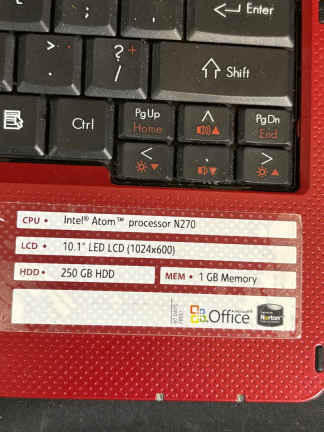 Enter
? +
/
Shift
Ctrl
PgUp
Home
PgDn
End
CPU • Intel® Atom™ processor N270
LCD • 10.1" LED LCD (1024x600)
HDD • 250 GB HDD
MEM • 1 GB Memory
Office
Norton